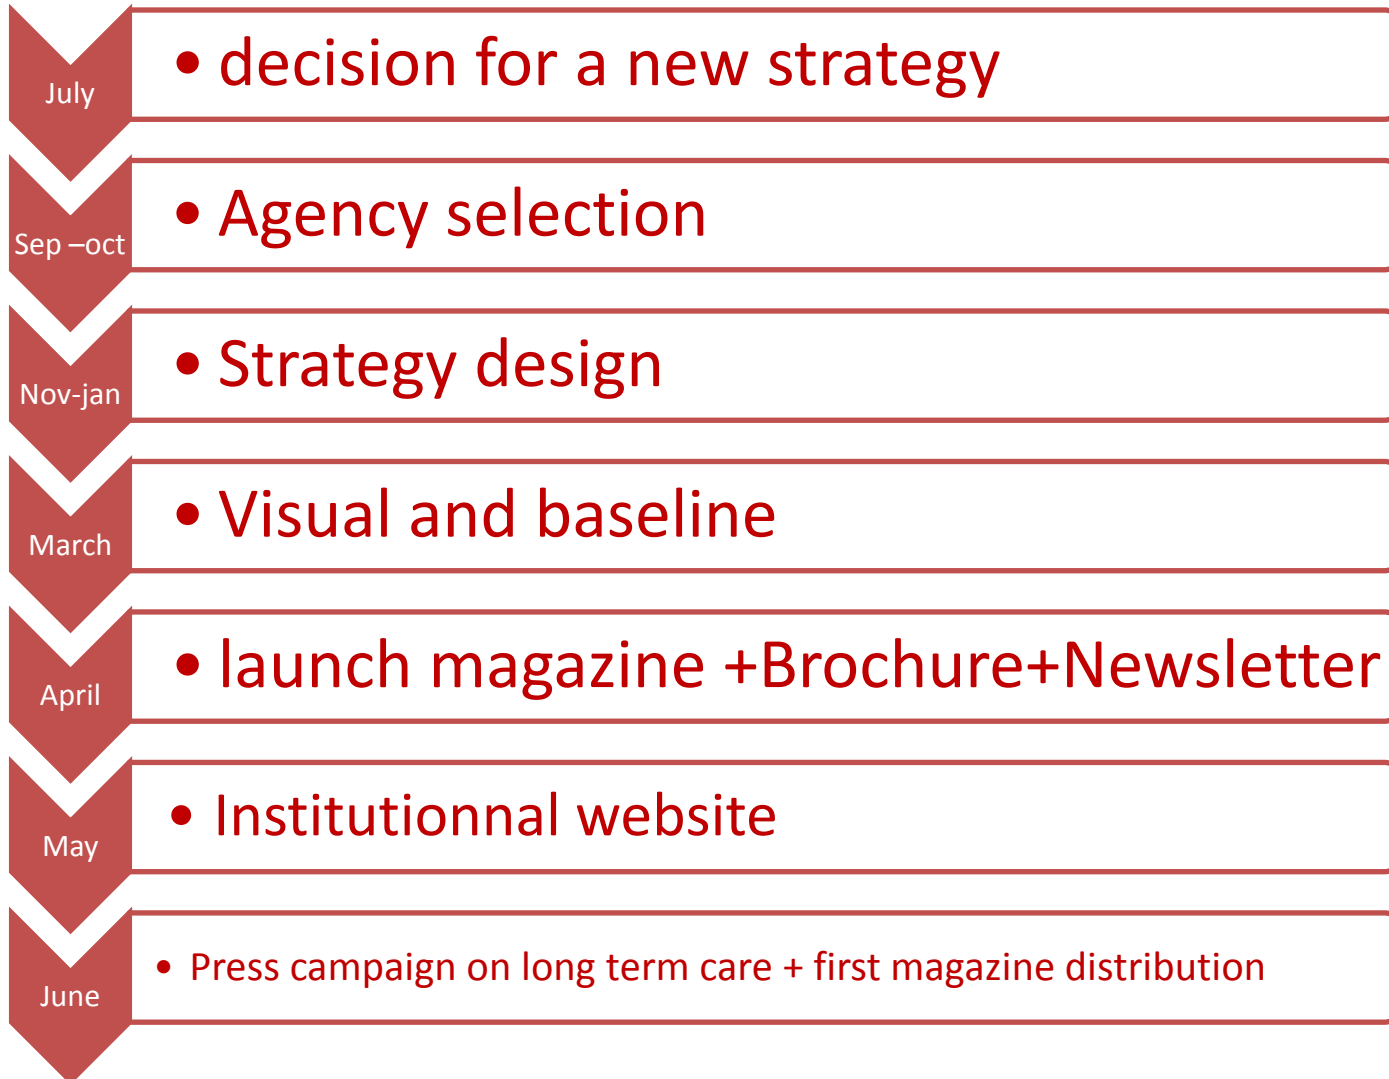 July
• decision for a new strategy
Sep –oct
• Agency selection
Nov-jan
• Strategy design
March
• Visual and baseline
April
• launch magazine +Brochure+Newsletter
May
• Institutionnal website
June
• Press campaign on long term care + first magazine distribution